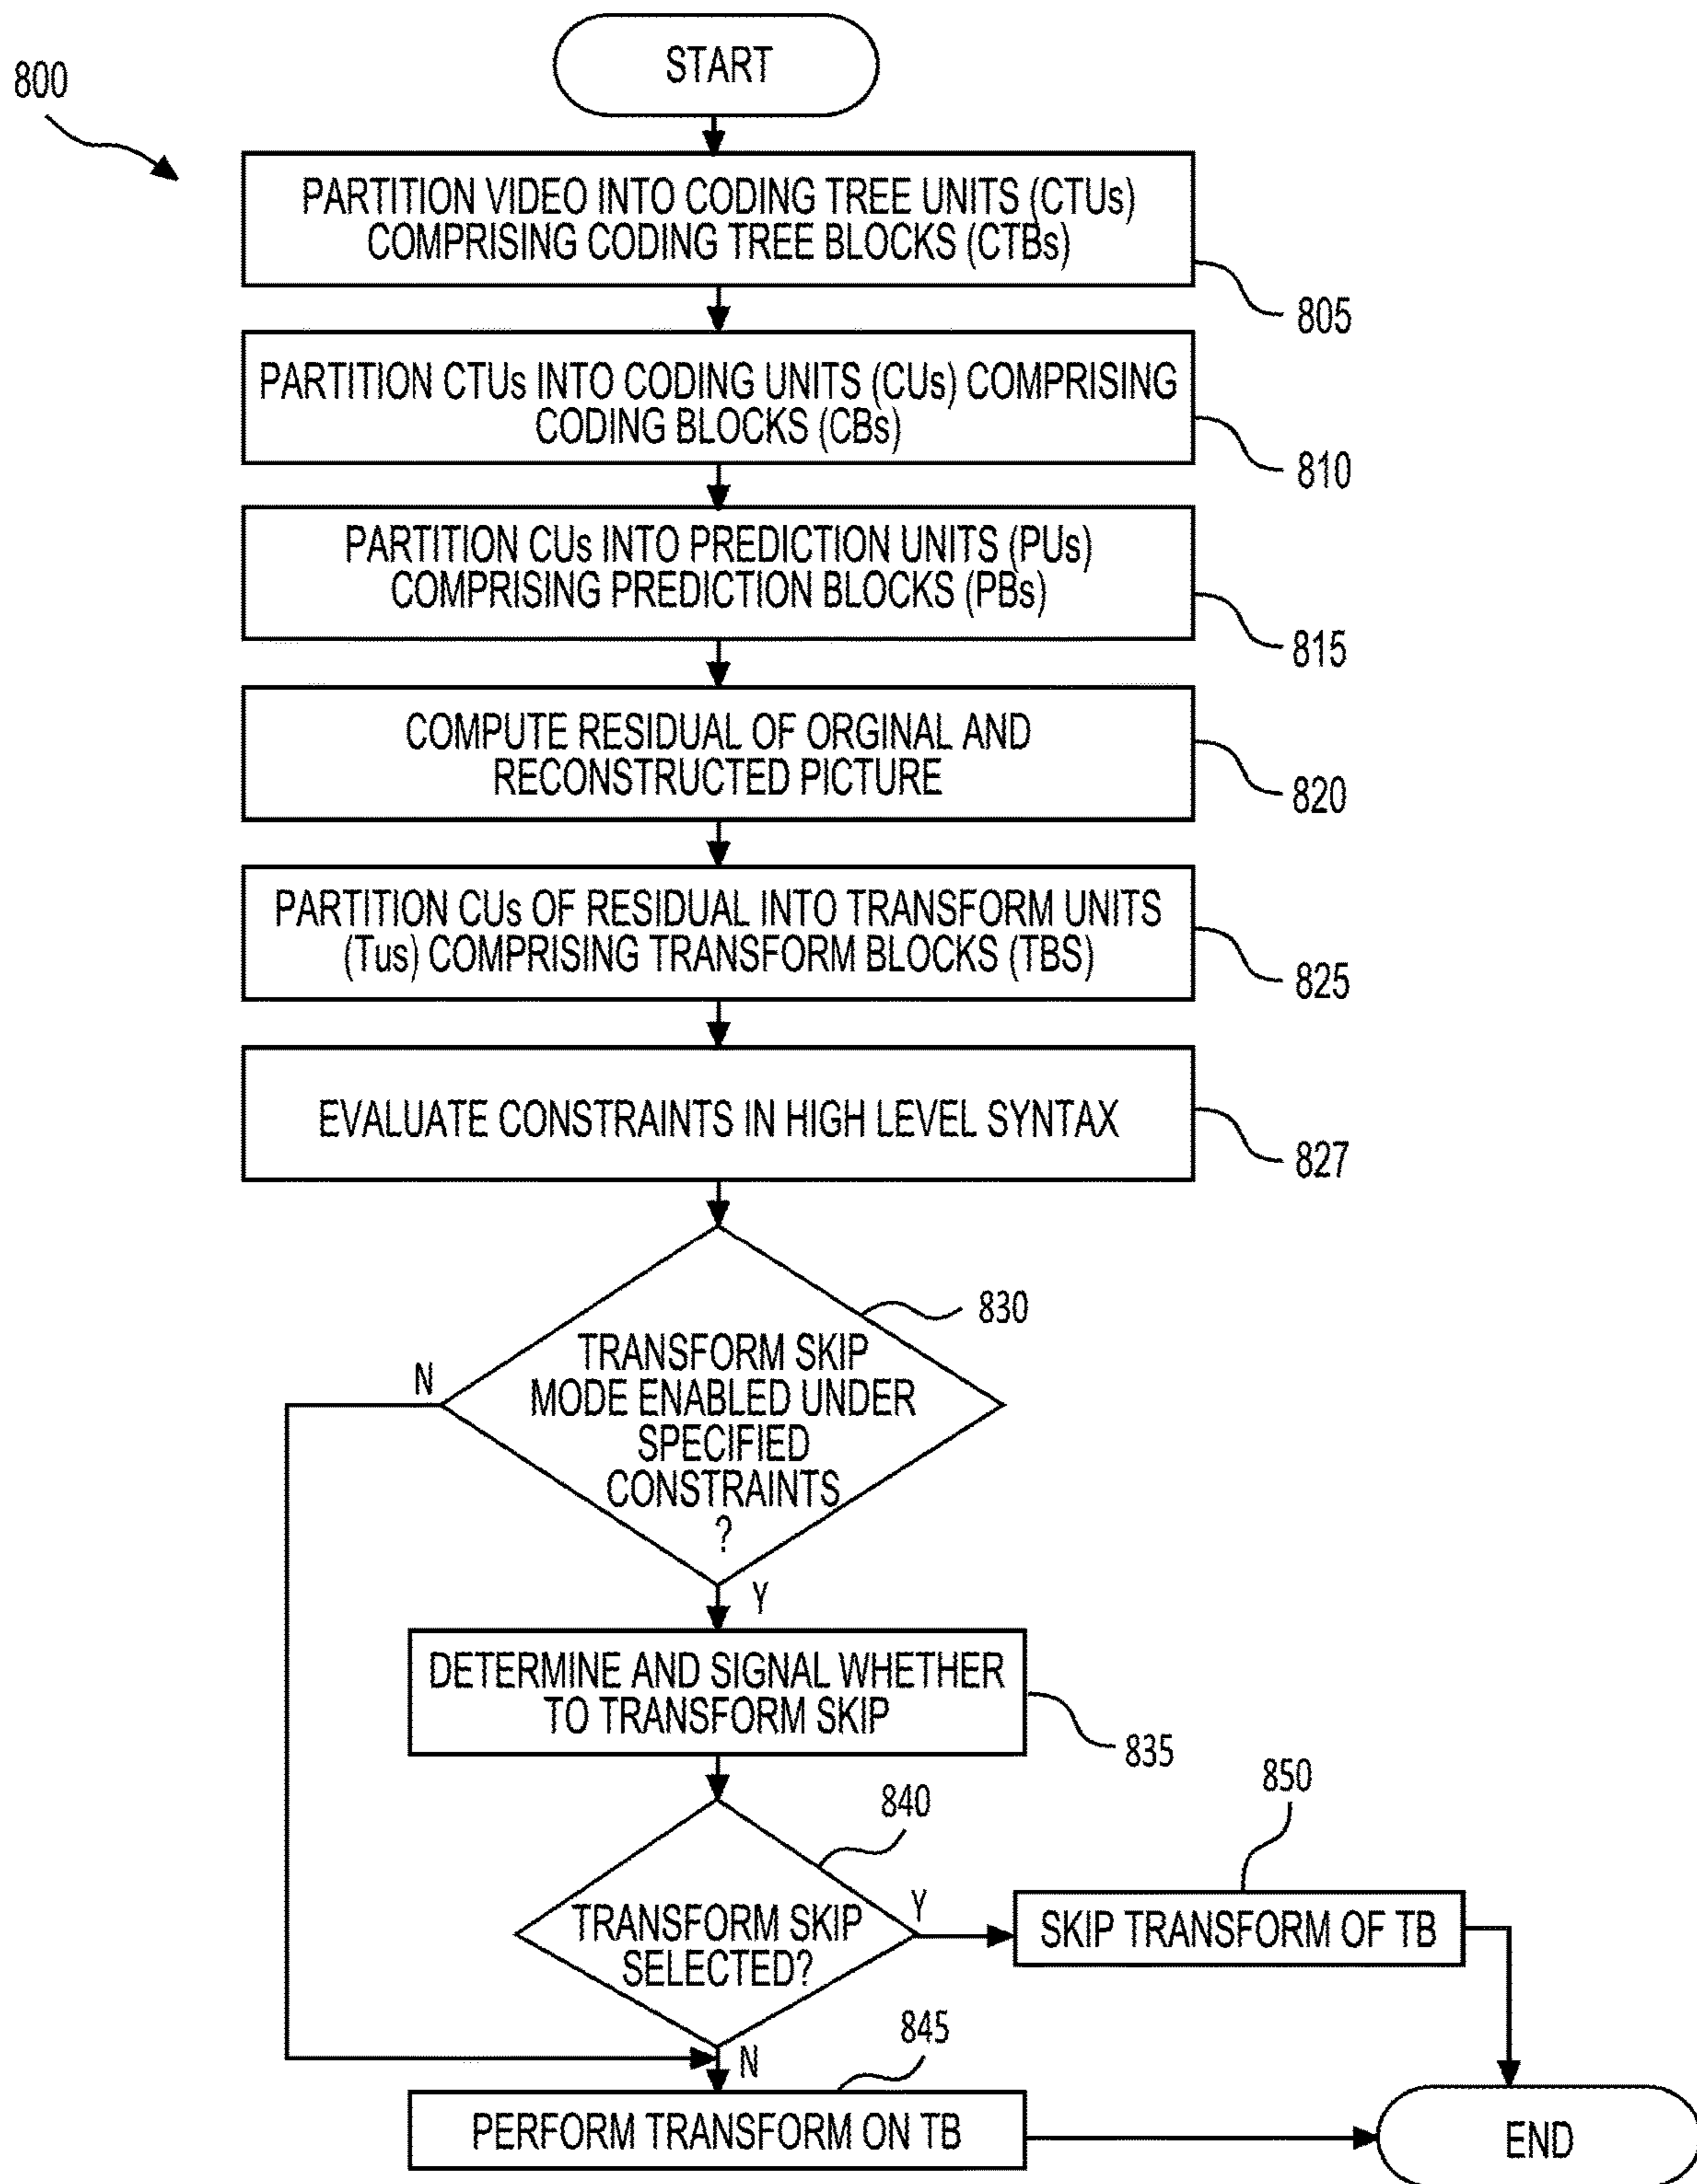 800
START
PARTITION VIDEO INTO CODING TREE UNITS (CTUs)
COMPRISING CODING TREE BLOCKS (CTBs)
805
PARTITION CTUs INTO CODING UNITS (CUs) COMPRISING
CODING BLOCKS (CBs)
810
PARTITION CUs INTO PREDICTION UNITS (PUs)
COMPRISING PREDICTION BLOCKS (PBs)
815
COMPUTE RESIDUAL OF ORGINAL AND
RECONSTRUCTED PICTURE
820
PARTITION CUs OF RESIDUAL INTO TRANSFORM UNITS
(Tus) COMPRISING TRANSFORM BLOCKS (TBS)
825
EVALUATE CONSTRAINTS IN HIGH LEVEL SYNTAX
827
830
N
TRANSFORM SKIP
MODE ENABLED UNDER
SPECIFIED
CONSTRAINTS
?
Y
DETERMINE AND SIGNAL WHETHER
TO TRANSFORM SKIP
835
840
850
TRANSFORM SKIP
SELECTED?
Y
SKIP TRANSFORM OF TB
N
845
PERFORM TRANSFORM ON TB
END